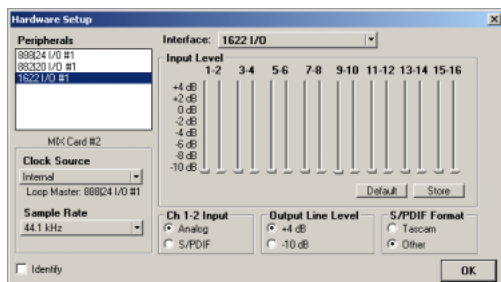 Hardware Setup
Peripherals
888|24 I/O #1
882|20 I/O #1
1622 I/O #1
MIX Card #2
Clock Source
Internal
Loop Master: 888|24 I/O #1
Sample Rate
44.1 kHz
Identify
Interface: 1622 I/O
Input Level
1-2 3-4 5-6 7-8 9-10 11-12 13-14 15-16
+4 dB
+2 dB
0 dB
-2 dB
-4 dB
-6 dB
-8 dB
-10 dB
Default Store
Ch 1-2 Input
Analog
S/PDIF
Output Line Level
+4 dB
-10 dB
S/PDIF Format
Tascam
Other
OK